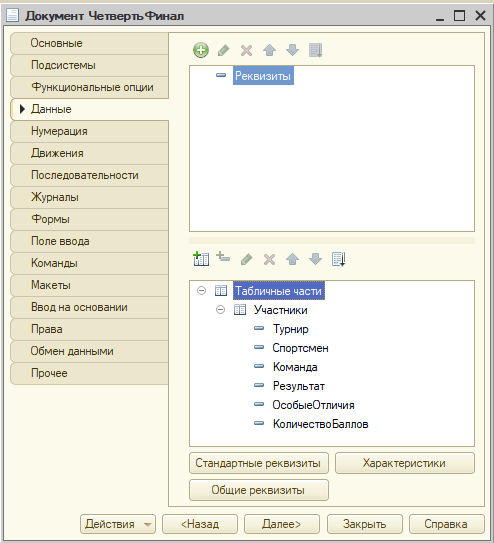 Документ ЧетвертьФинал
Основные
Подсистемы
Функциональные опции
Данные
Нумерация
Движения
Последовательности
Журналы
Формы
Поле ввода
Команды
Макеты
Ввод на основании
Права
Обмен данными
Прочее
Реквизиты
Табличные части
Участники
Турнир
Спортсмен
Команда
Результат
ОсобыеОтличия
КоличествоБаллов
Стандартные реквизиты
Характеристики
Общие реквизиты
Действия
<Назад
Далее>
Закрыть
Справка